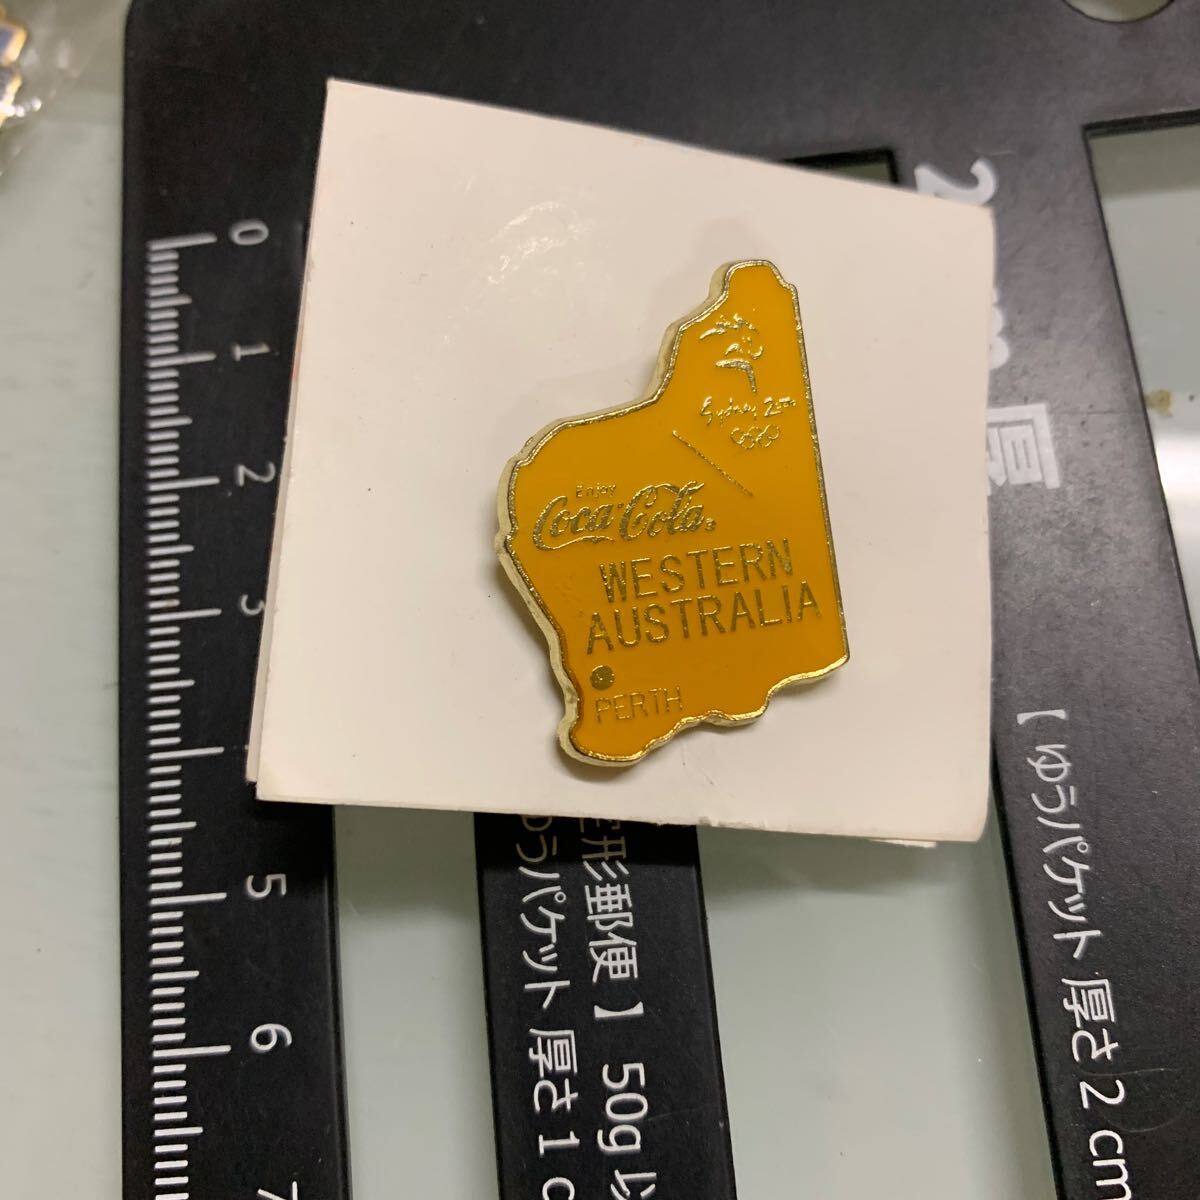 0
1
2
3
5
6
Sydney 2000
Enjoy
Coca-Cola
WESTERN
AUSTRALIA
PERTH
形郵便 】 50g 以
ゆうパケット 厚さ 1 c
厚
【 ゆうパケット 厚さ 2 cm